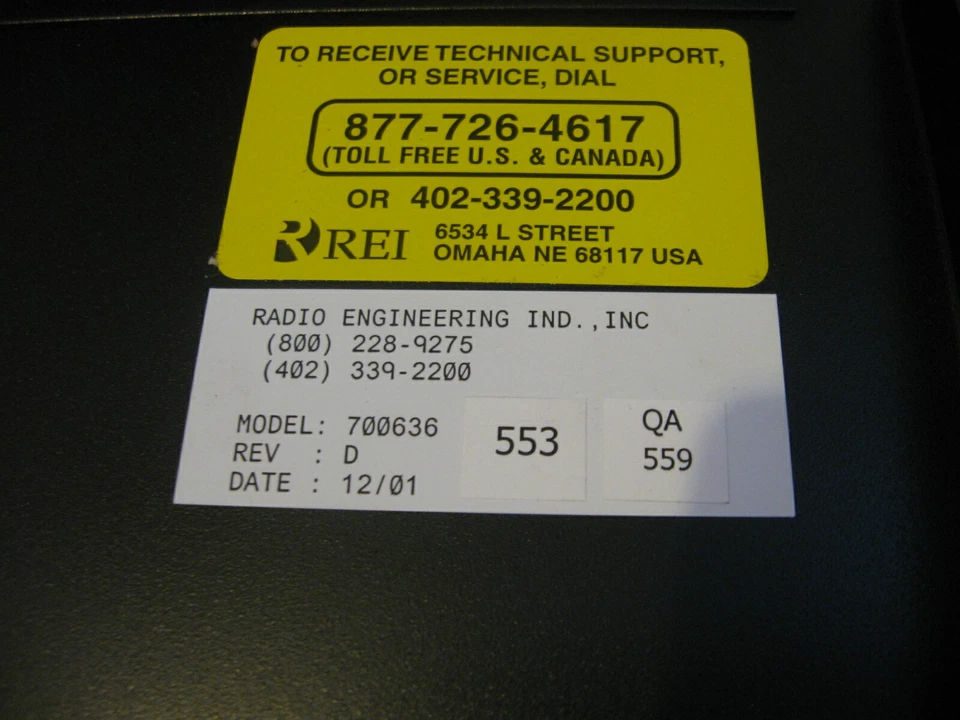 TO RECEIVE TECHNICAL SUPPORT,
OR SERVICE, DIAL
877-726-4617
(TOLL FREE U.S. & CANADA)
OR 402-339-2200
REI
6534 L STREET
OMAHA NE 68117 USA
RADIO ENGINEERING IND.,INC
(800) 228-9275
(402) 339-2200
MODEL: 700636
REV : D
DATE : 12/01
553
QA
559